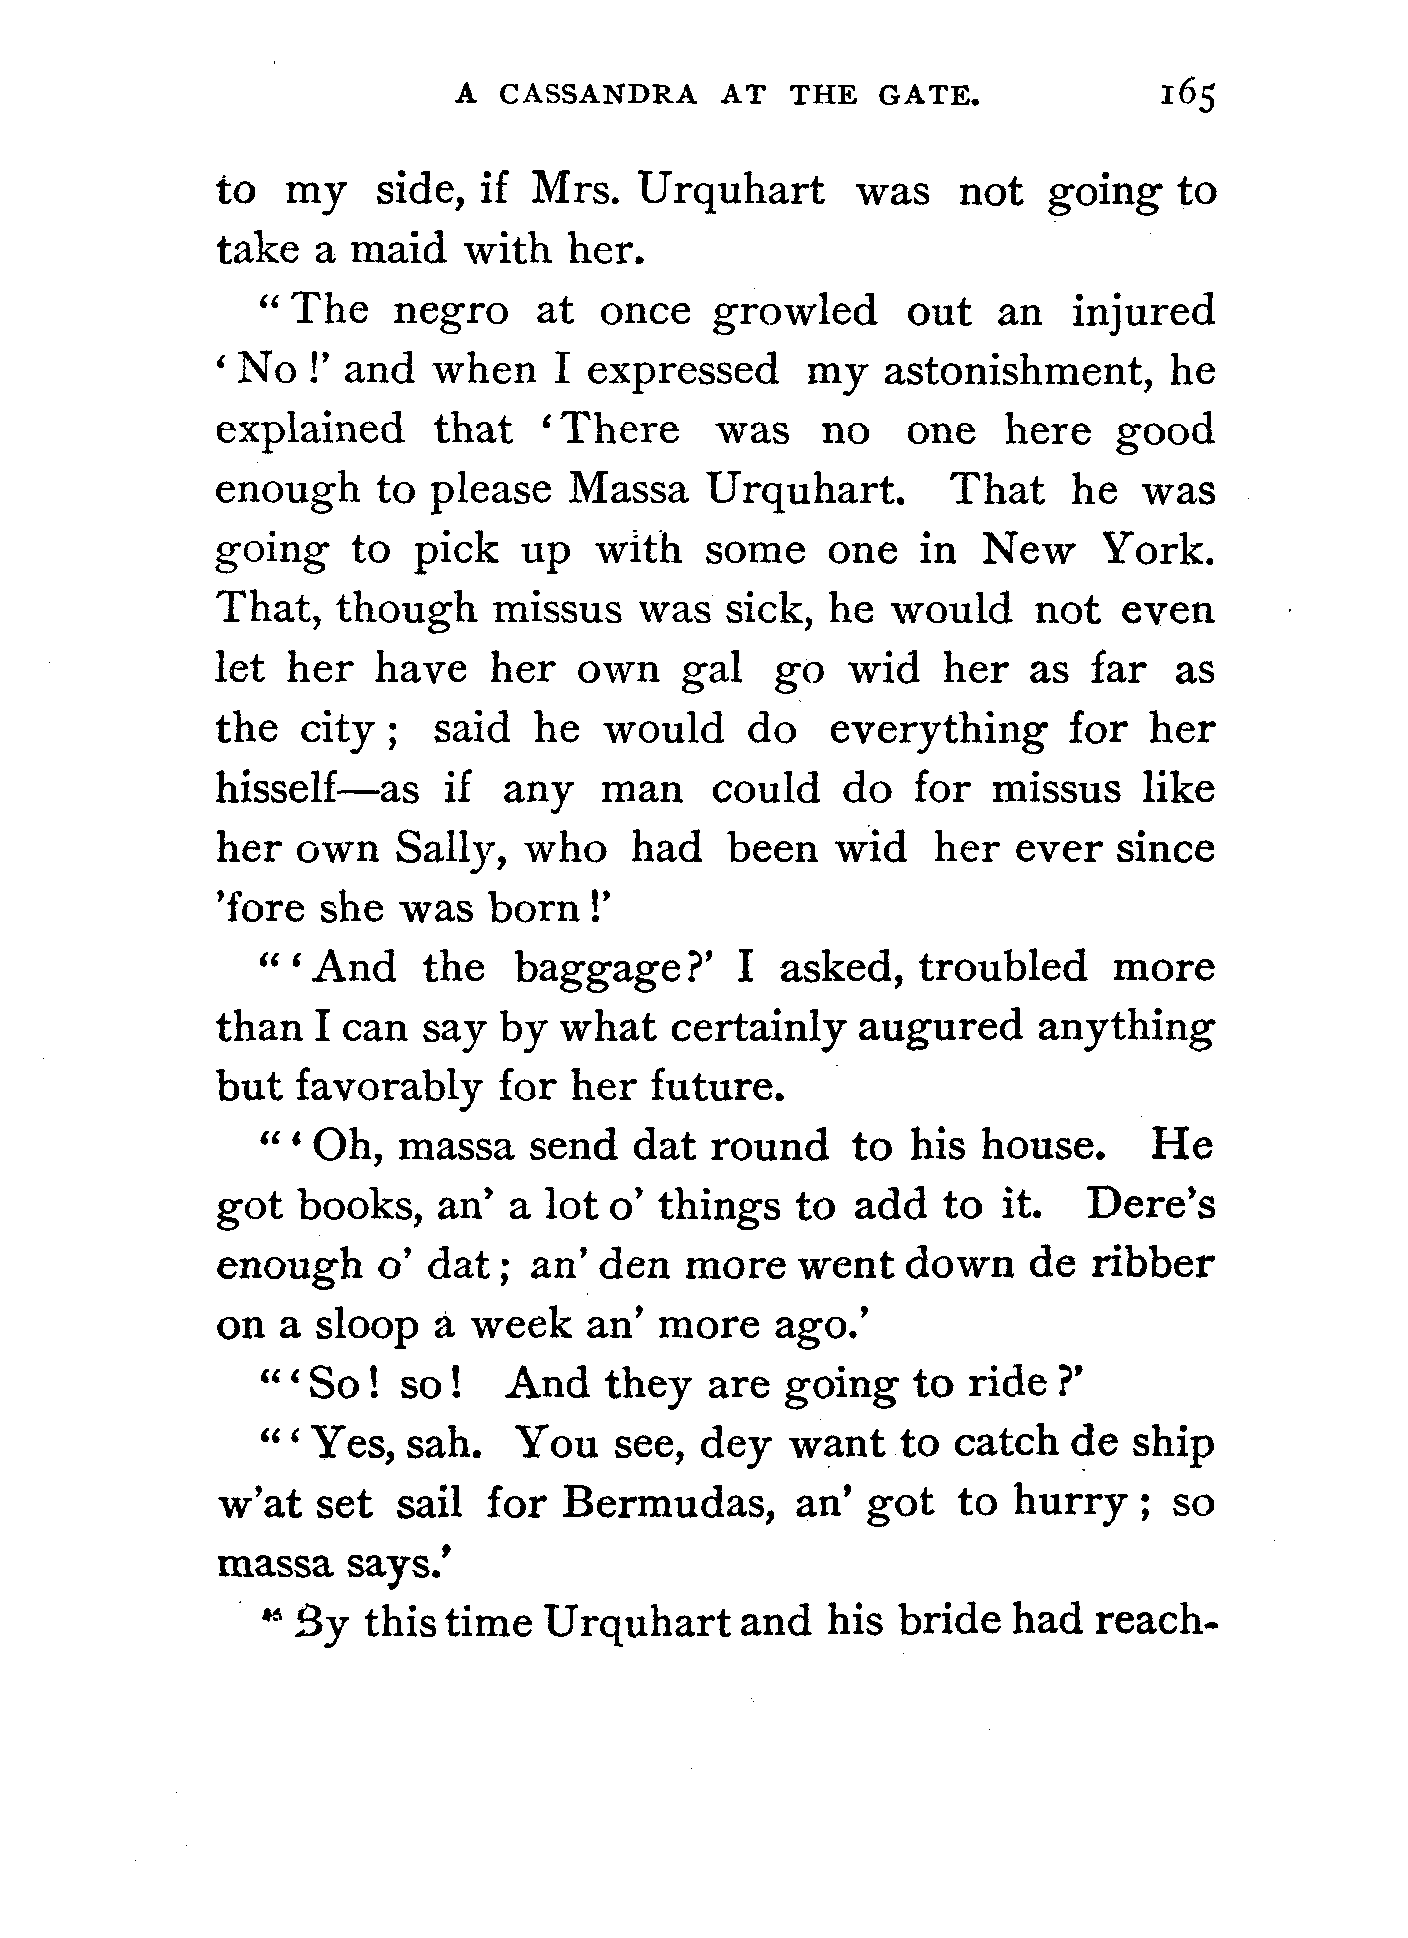 A CASSANDRA AT THE GATE. 165
to my side, if Mrs. Urquhart was not going to
take a maid with her.
“ The negro at once growled out an injured
‘ No !’ and when I expressed my astonishment, he
explained that ‘ There was no one here good
enough to please Massa Urquhart. That he was
going to pick up with some one in New York.
That, though missus was sick, he would not even
let her have her own gal go wid her as far as
the city ; said he would do everything for her
hisself—as if any man could do for missus like
her own Sally, who had been wid her ever since
’fore she was born !’
“ ‘ And the baggage ?’ I asked, troubled more
than I can say by what certainly augured anything
but favorably for her future.
“ ‘ Oh, massa send dat round to his house. He
got books, an’ a lot o’ things to add to it. Dere’s
enough o’ dat ; an’ den more went down de ribber
on a sloop a week an’ more ago.’
“ ‘ So ! so ! And they are going to ride ?’
“ ‘ Yes, sah. You see, dey want to catch de ship
w’at set sail for Bermudas, an’ got to hurry ; so
massa says.’
“ By this time Urquhart and his bride had reach-